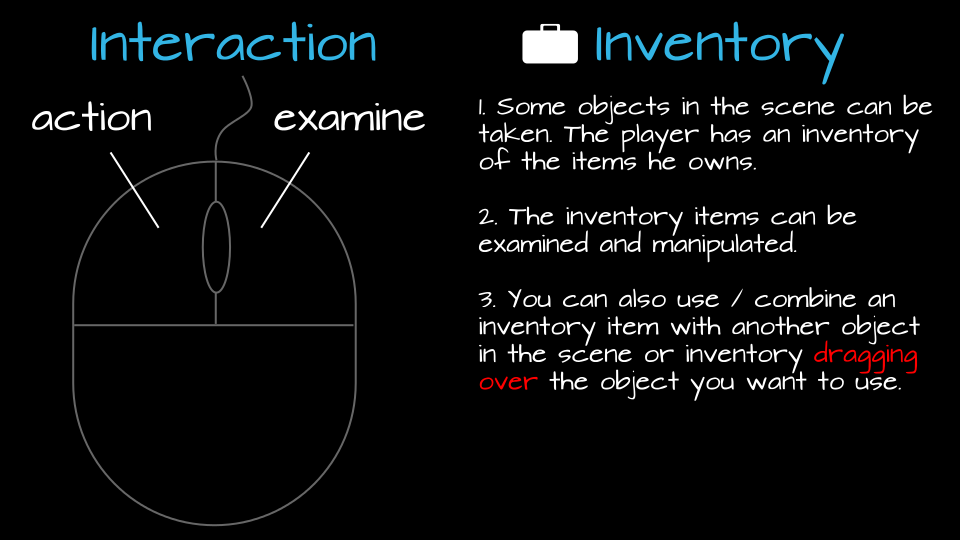 Interaction
action
examine
Inventory
1. Some objects in the scene can be
taken. The player has an inventory
of the items he owns.
2. The inventory items can be
examined and manipulated.
3. You can also use / combine an
inventory item with another object
in the scene or inventory dragging
over the object you want to use.